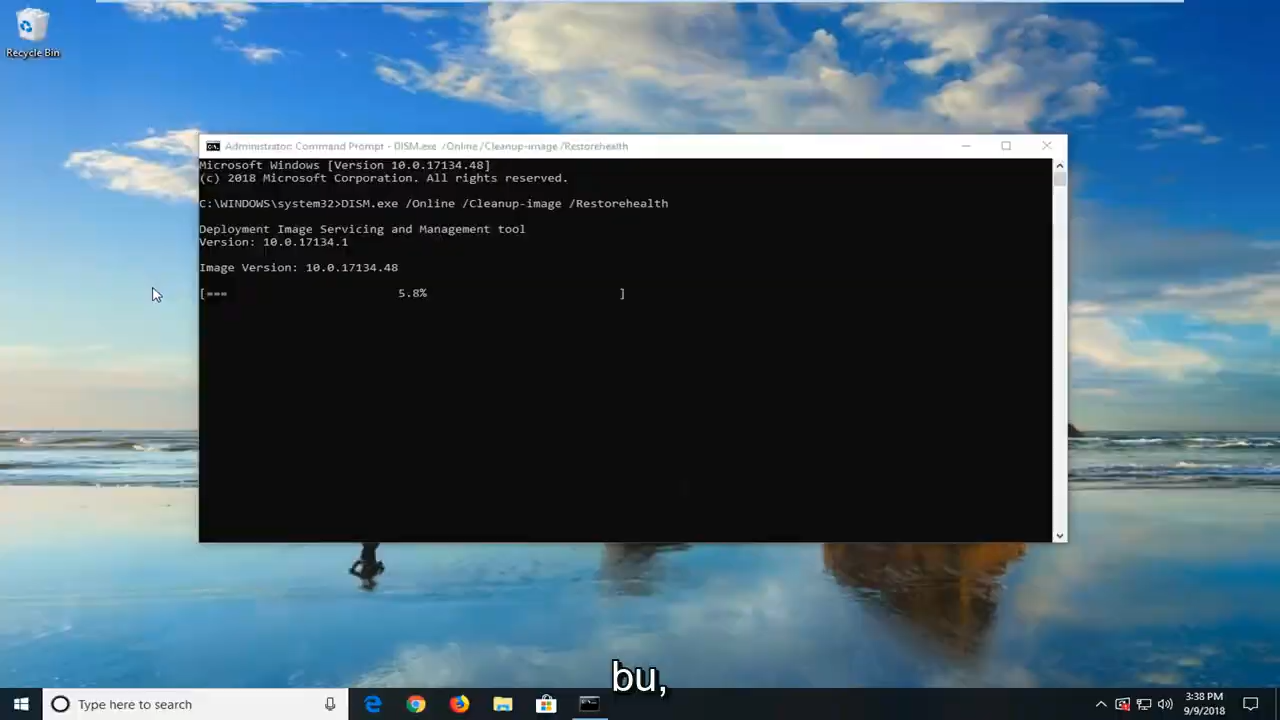 Recycle Bin
Administrator: Command Prompt - DISM.exe /Online /Cleanup-image /Restorehealth
Microsoft Windows [Version 10.0.17134.48]
(c) 2018 Microsoft Corporation. All rights reserved.
C:\WINDOWS\system32>DISM.exe /Online /Cleanup-image /Restorehealth
Deployment Image Servicing and Management tool
Version: 10.0.17134.1
Image Version: 10.0.17134.48
[=== 5.8% ]
bu,
Type here to search
3:38 PM
9/9/2018